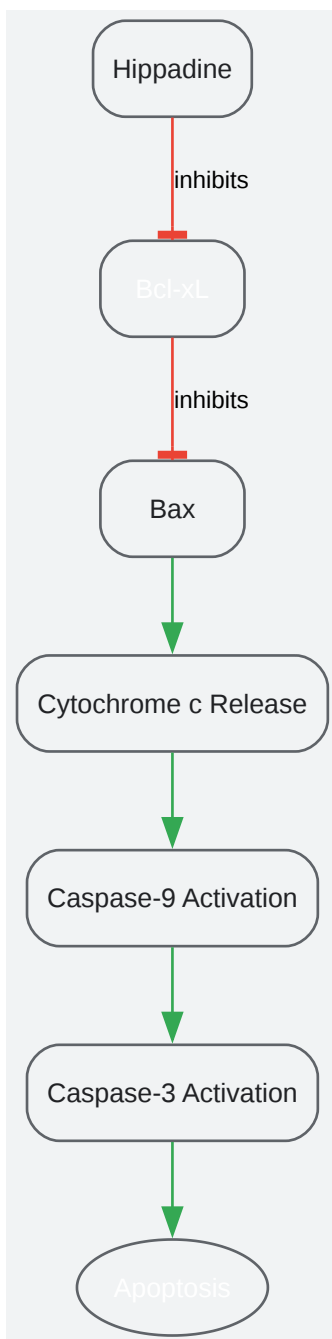 Hippadine
inhibits
Bcl-xL
inhibits
Bax
Cytochrome c Release
Caspase-9 Activation
Caspase-3 Activation
Apoptosis